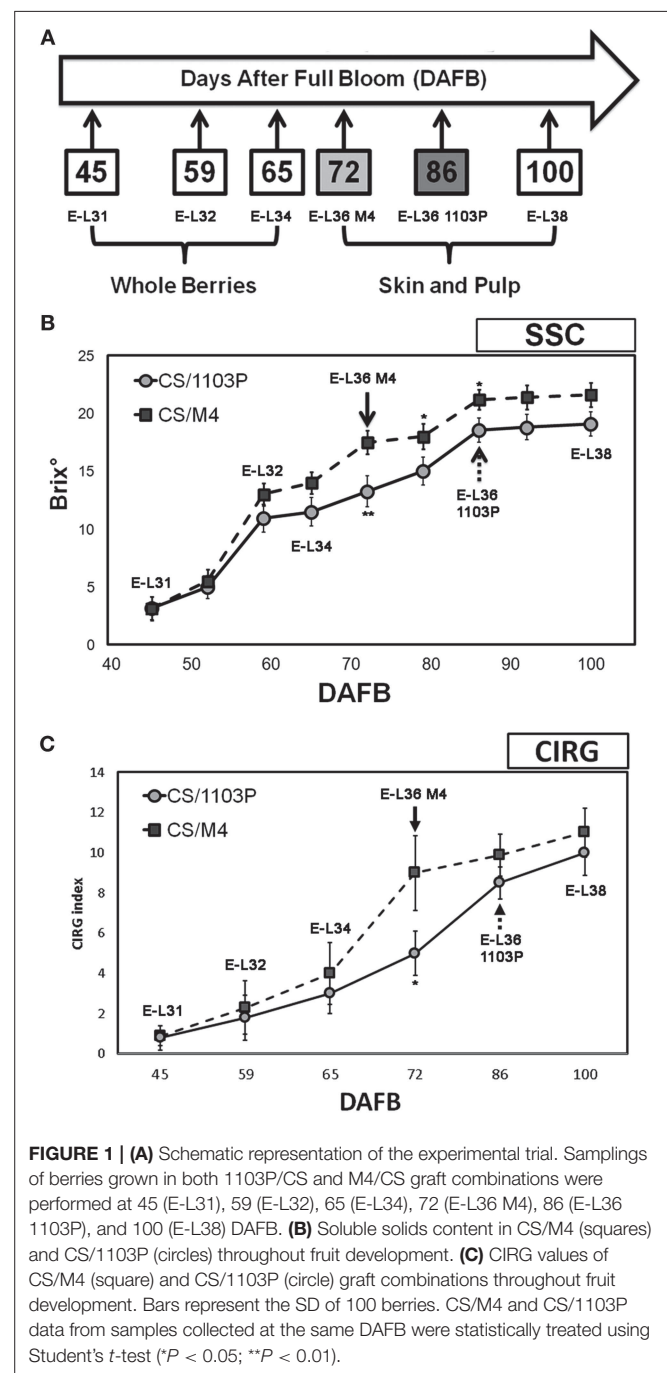 A
Days After Full Bloom (DAFB)
45 59 65 72 86 100
E-L31 E-L32 E-L34 E-L36 M4 E-L36 1103P E-L38
Whole Berries Skin and Pulp
B
SSC
25
20
15
10
5
0
Brix°
CS/1103P
CS/M4
E-L31
E-L32
E-L34
E-L36 M4
**
*
*
E-L36
1103P
E-L38
40 50 60 70 80 90 100
DAFB
C
CIRG
14
12
10
8
6
4
2
0
CIRG index
CS/1103P
CS/M4
E-L31
E-L32
E-L34
E-L36 M4
*
E-L36
1103P
E-L38
45 59 65 72 86 100
DAFB
FIGURE 1 | (A) Schematic representation of the experimental trial. Samplings
of berries grown in both 1103P/CS and M4/CS graft combinations were
performed at 45 (E-L31), 59 (E-L32), 65 (E-L34), 72 (E-L36 M4), 86 (E-L36
1103P), and 100 (E-L38) DAFB. (B) Soluble solids content in CS/M4 (squares)
and CS/1103P (circles) throughout fruit development. (C) CIRG values of
CS/M4 (square) and CS/1103P (circle) graft combinations throughout fruit
development. Bars represent the SD of 100 berries. CS/M4 and CS/1103P
data from samples collected at the same DAFB were statistically treated using
Student's t-test (*P < 0.05; **P < 0.01).